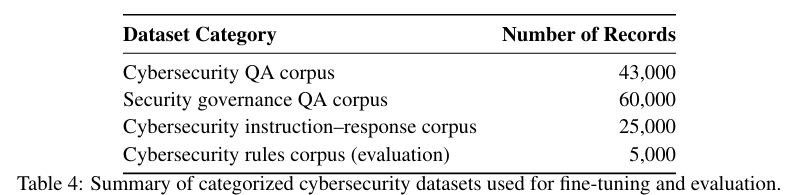 Dataset Category Number of Records
Cybersecurity QA corpus 43,000
Security governance QA corpus 60,000
Cybersecurity instruction–response corpus 25,000
Cybersecurity rules corpus (evaluation) 5,000
Table 4: Summary of categorized cybersecurity datasets used for fine-tuning and evaluation.